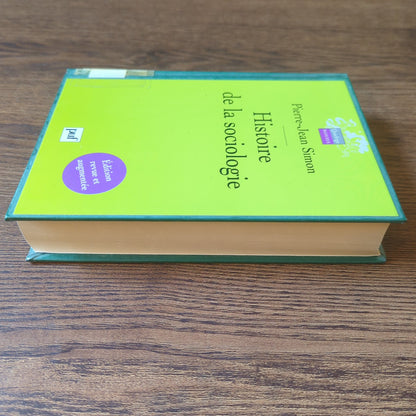 Pierre-Jean Simon
Histoire
de la sociologie
Édition
revue et
augmentée
puf